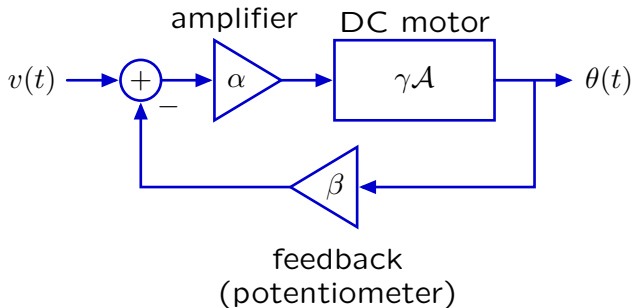 amplifier DC motor
v(t) + − α γ𝒜 θ(t)
β
feedback
(potentiometer)